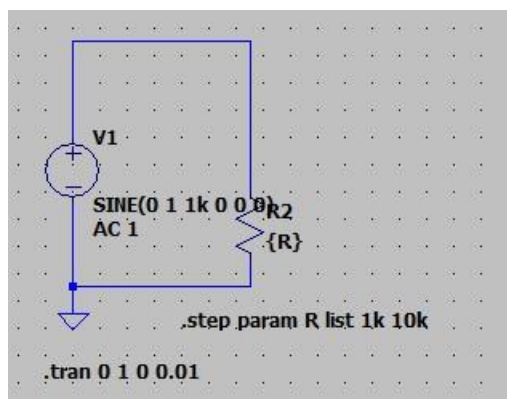 V1
SINE(0 1 1k 0 0 0)
AC 1
R2
{R}
.step param R list 1k 10k
.tran 0 1 0 0.01